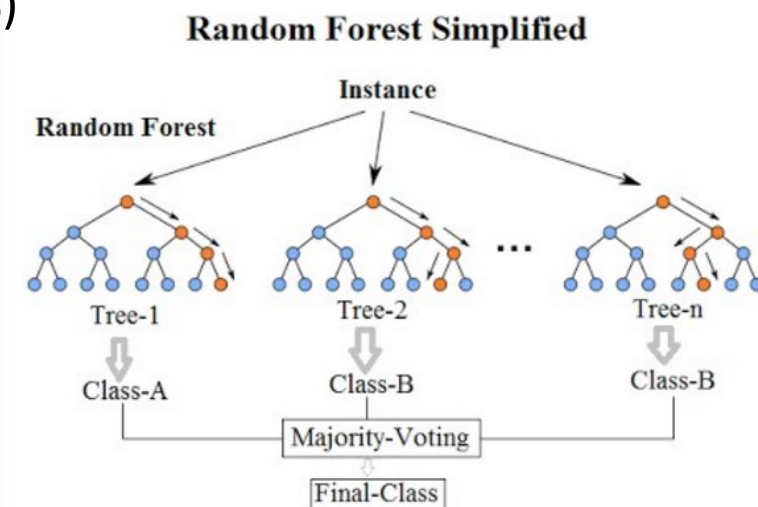 )
Random Forest Simplified
Instance
Random Forest
...
Tree-1 Tree-2 Tree-n
Class-A Class-B Class-B
Majority-Voting
Final-Class